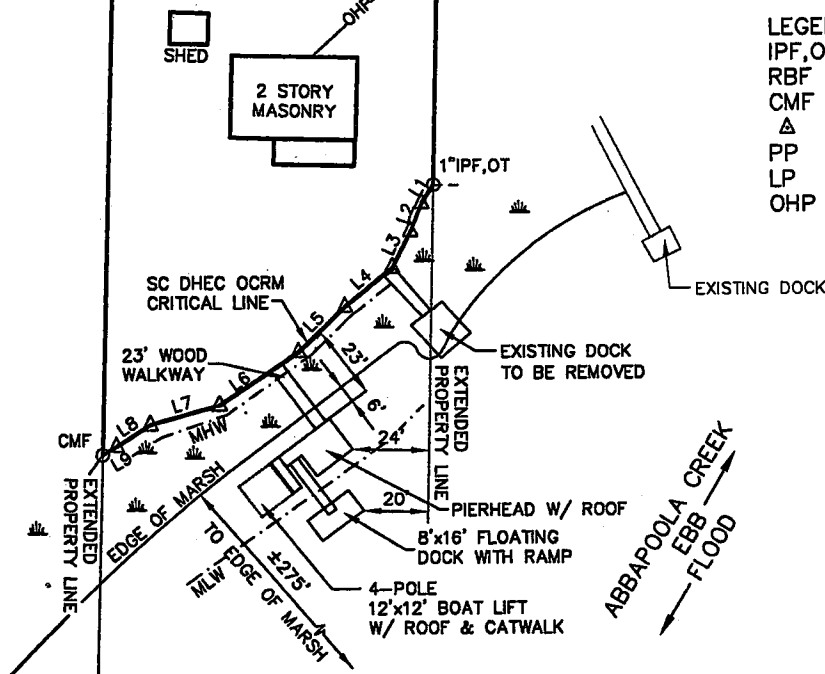 OHP
LEGE
IPF,O
RBF
CMF
PP
LP
OHP
SHED
2 STORY
MASONRY
1"IPF,OT
L1
L2
L3
L4
L5
L6
L7
L8
L9
SC DHEC OCRM
CRITICAL LINE
23' WOOD
WALKWAY
23'
6'
EXISTING DOCK
EXISTING DOCK
TO BE REMOVED
EXTENDED
PROPERTY LINE
CMF
MHW
24'
20'
PIERHEAD W/ ROOF
8'x16' FLOATING
DOCK WITH RAMP
4-POLE
12'x12' BOAT LIFT
W/ ROOF & CATWALK
EXTENDED
PROPERTY LINE
EDGE OF MARSH
MLW
±275'
TO EDGE OF MARSH
ABBAPOOLA CREEK
EBB
FLOOD